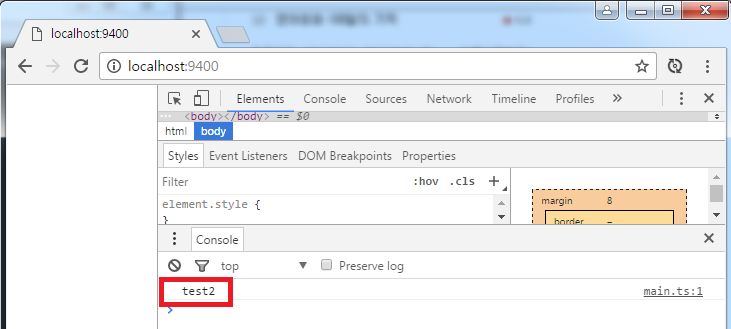 localhost:9400
localhost:9400
Elements Console Sources Network Timeline Profiles »
... <body></body> == $0
html body
Styles Event Listeners DOM Breakpoints Properties
Filter :hov .cls +
element.style {
}
margin 8
border –
Console
top ▼ Preserve log
test2 main.ts:1
>